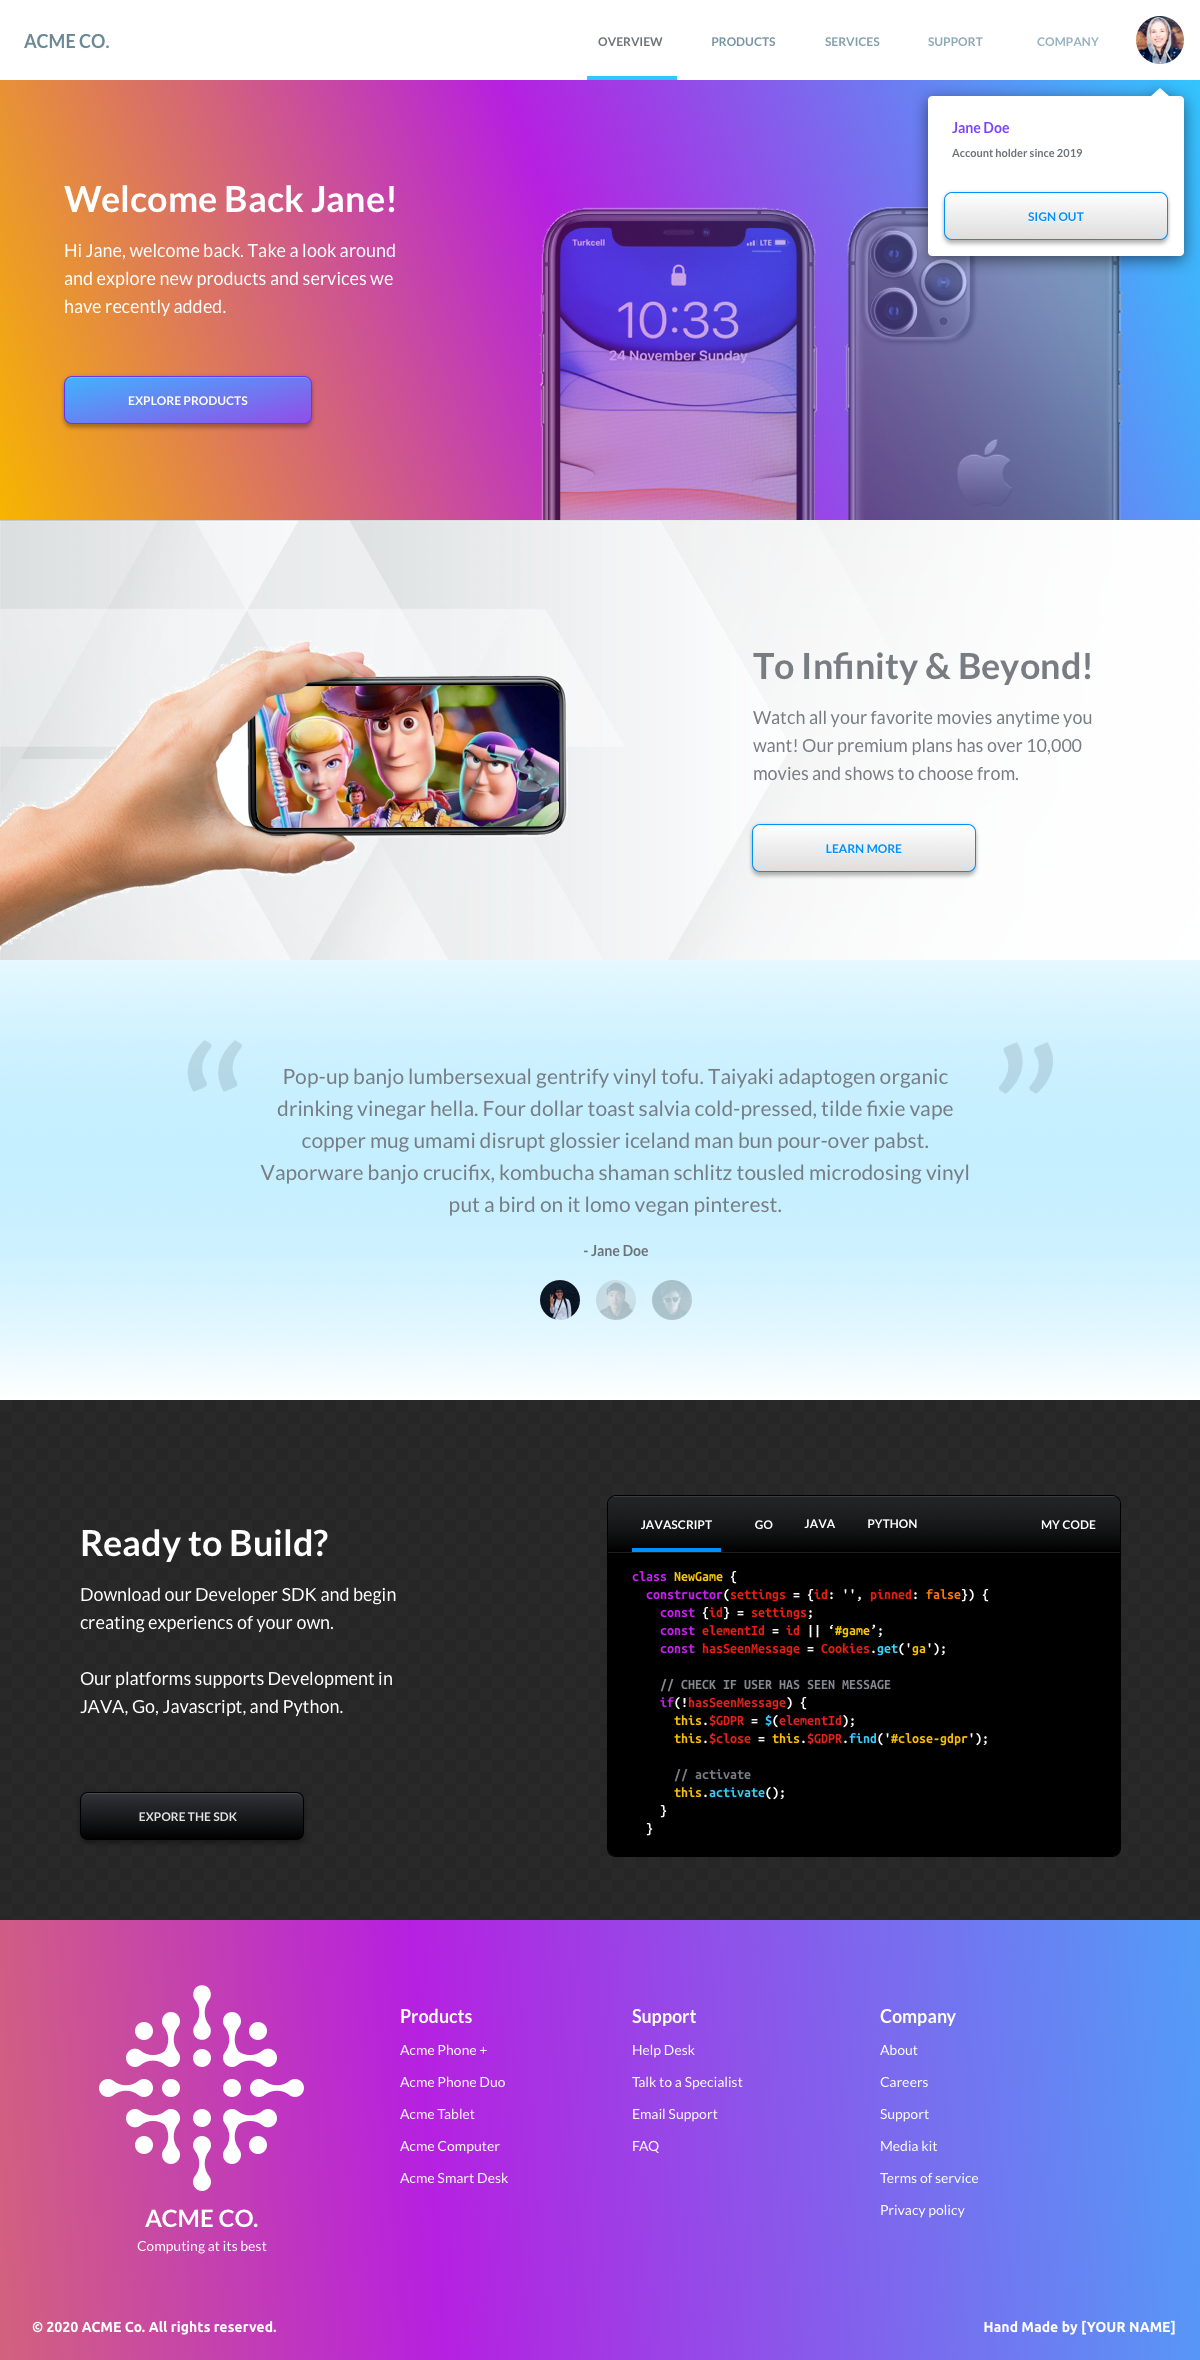 ACME CO.
OVERVIEW
PRODUCTS
SERVICES
SUPPORT
COMPANY
Jane Doe
Account holder since 2019
SIGN OUT
Welcome Back Jane!
Hi Jane, welcome back. Take a look around
and explore new products and services we
have recently added.
EXPLORE PRODUCTS
Turkcell
LTE
10:33
24 November Sunday
To Infinity & Beyond!
Watch all your favorite movies anytime you
want! Our premium plans has over 10,000
movies and shows to choose from.
LEARN MORE
“
Pop-up banjo lumbersexual gentrify vinyl tofu. Taiyaki adaptogen organic
drinking vinegar hella. Four dollar toast salvia cold-pressed, tilde fixie vape
copper mug umami disrupt glossier iceland man bun pour-over pabst.
Vaporware banjo crucifix, kombucha shaman schlitz tousled microdosing vinyl
put a bird on it lomo vegan pinterest.
”
- Jane Doe
Ready to Build?
Download our Developer SDK and begin
creating experiencs of your own.
Our platforms supports Development in
JAVA, Go, Javascript, and Python.
EXPORE THE SDK
JAVASCRIPT
GO
JAVA
PYTHON
MY CODE
class NewGame {
constructor(settings = {id: '', pinned: false}) {
const {id} = settings;
const elementId = id || ‘#game’;
const hasSeenMessage = Cookies.get('ga');
// CHECK IF USER HAS SEEN MESSAGE
if(!hasSeenMessage) {
this.$GDPR = $(elementId);
this.$close = this.$GDPR.find('#close-gdpr');
// activate
this.activate();
}
}
ACME CO.
Computing at its best
Products
Acme Phone +
Acme Phone Duo
Acme Tablet
Acme Computer
Acme Smart Desk
Support
Help Desk
Talk to a Specialist
Email Support
FAQ
Company
About
Careers
Support
Media kit
Terms of service
Privacy policy
© 2020 ACME Co. All rights reserved.
Hand Made by [YOUR NAME]